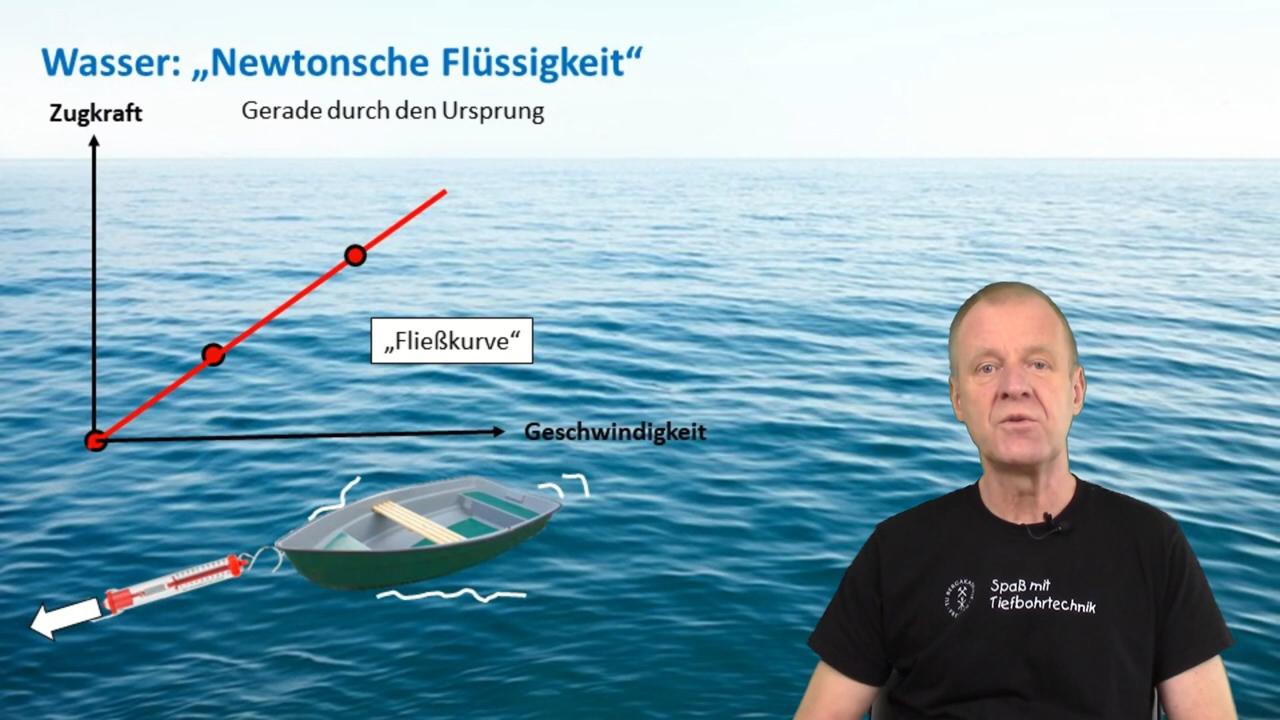 Wasser: „Newtonsche Flüssigkeit“
Zugkraft
Gerade durch den Ursprung
„Fließkurve“
Geschwindigkeit
Spaß mit
Tiefbohrtechnik